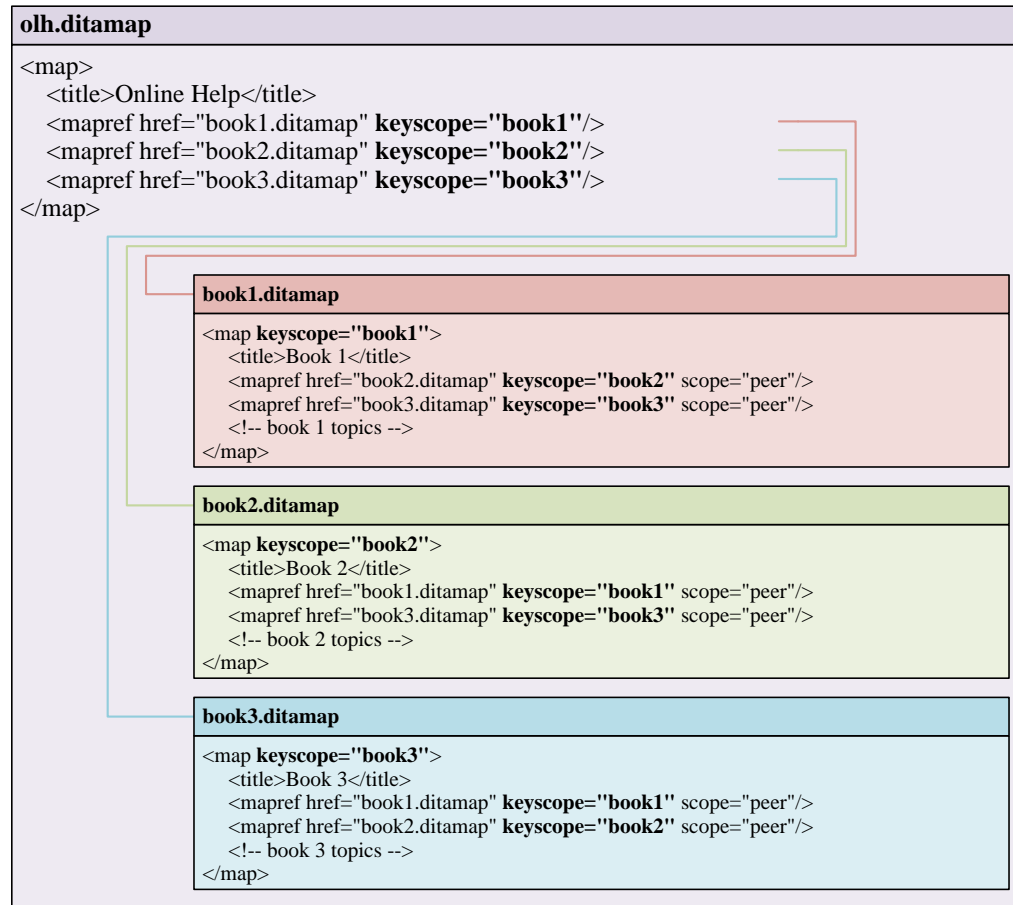 olh.ditamap
<map>
<title>Online Help</title>
<mapref href="book1.ditamap" keyscope="book1"/>
<mapref href="book2.ditamap" keyscope="book2"/>
<mapref href="book3.ditamap" keyscope="book3"/>
</map>
book1.ditamap
<map keyscope="book1">
<title>Book 1</title>
<mapref href="book2.ditamap" keyscope="book2" scope="peer"/>
<mapref href="book3.ditamap" keyscope="book3" scope="peer"/>
<!-- book 1 topics -->
</map>
book2.ditamap
<map keyscope="book2">
<title>Book 2</title>
<mapref href="book1.ditamap" keyscope="book1" scope="peer"/>
<mapref href="book3.ditamap" keyscope="book3" scope="peer"/>
<!-- book 2 topics -->
</map>
book3.ditamap
<map keyscope="book3">
<title>Book 3</title>
<mapref href="book1.ditamap" keyscope="book1" scope="peer"/>
<mapref href="book2.ditamap" keyscope="book2" scope="peer"/>
<!-- book 3 topics -->
</map>